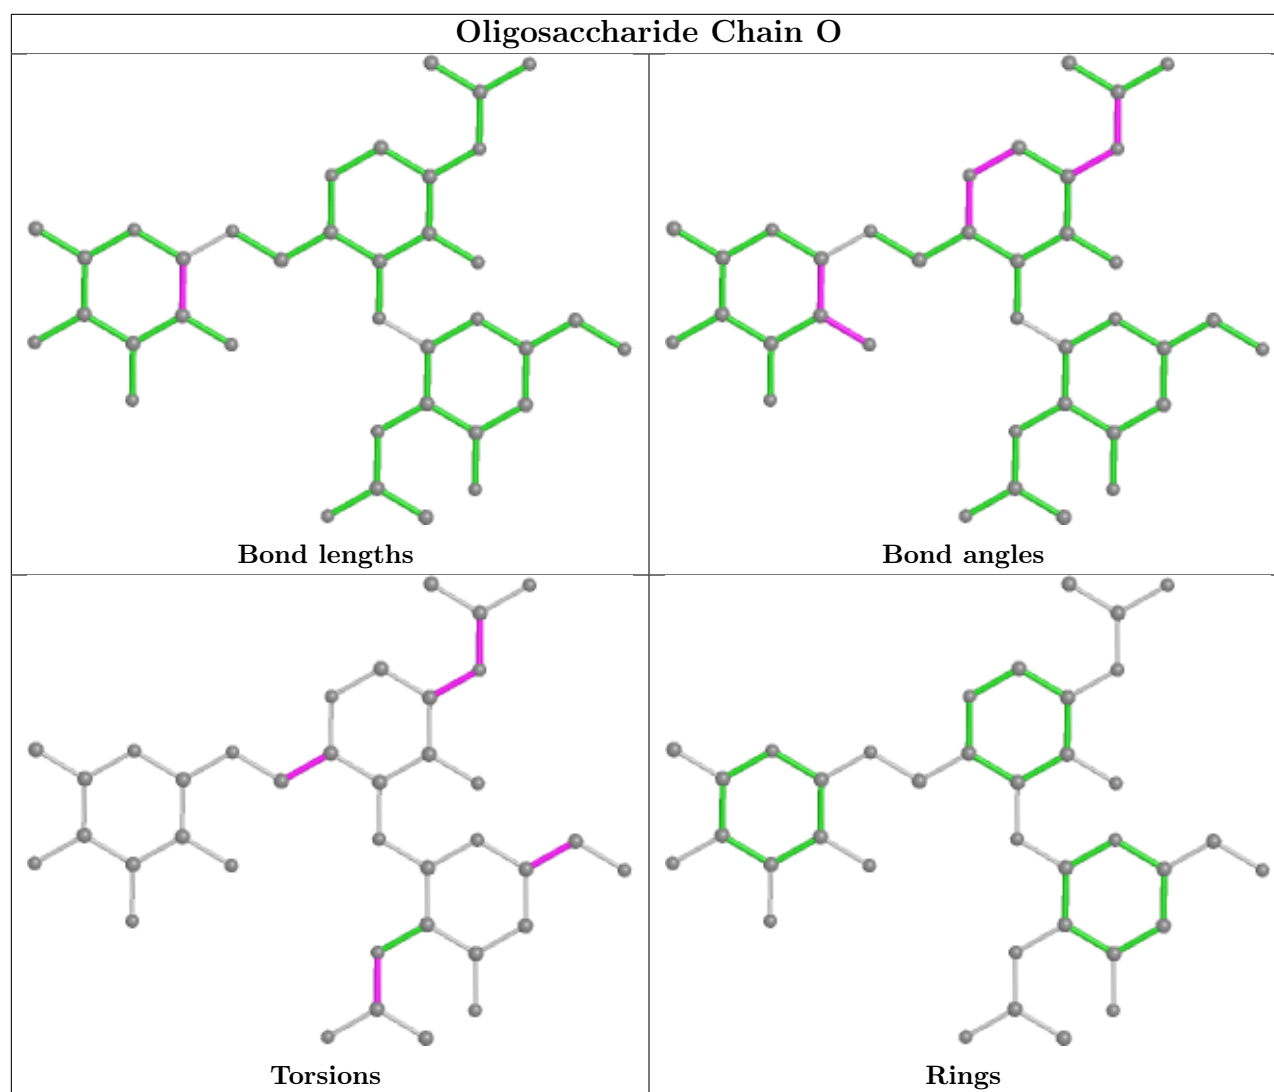 Oligosaccharide Chain O
Bond lengths
Bond angles
Torsions
Rings